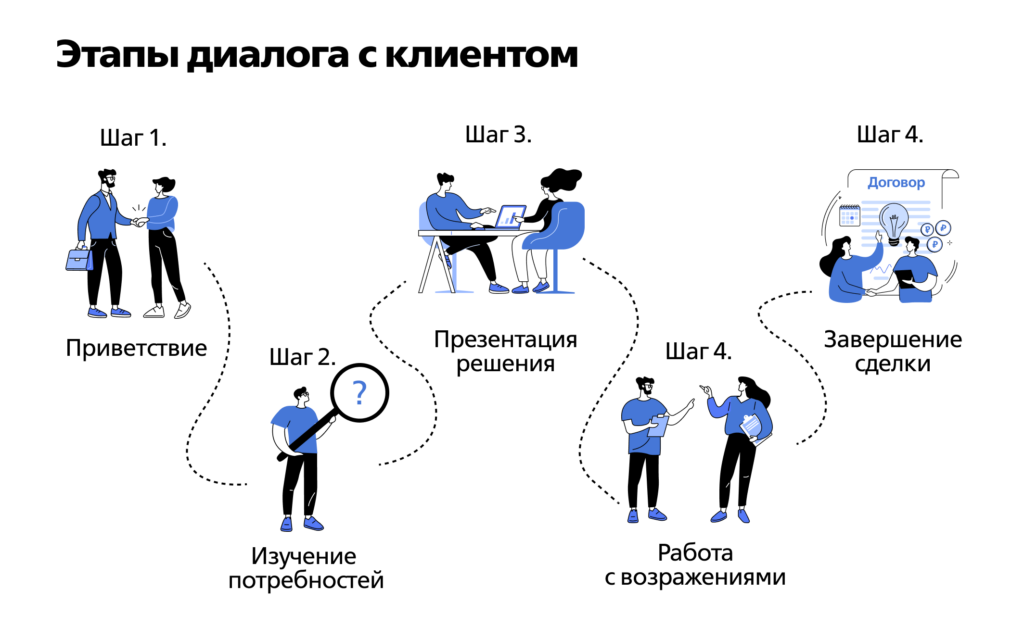 Этапы диалога с клиентом
Шаг 1.
Приветствие
Шаг 2.
?
Изучение
потребностей
Шаг 3.
Презентация
решения
Шаг 4.
Работа
с возражениями
Шаг 4.
Договор
₽ ₽
₽
Завершение
сделки